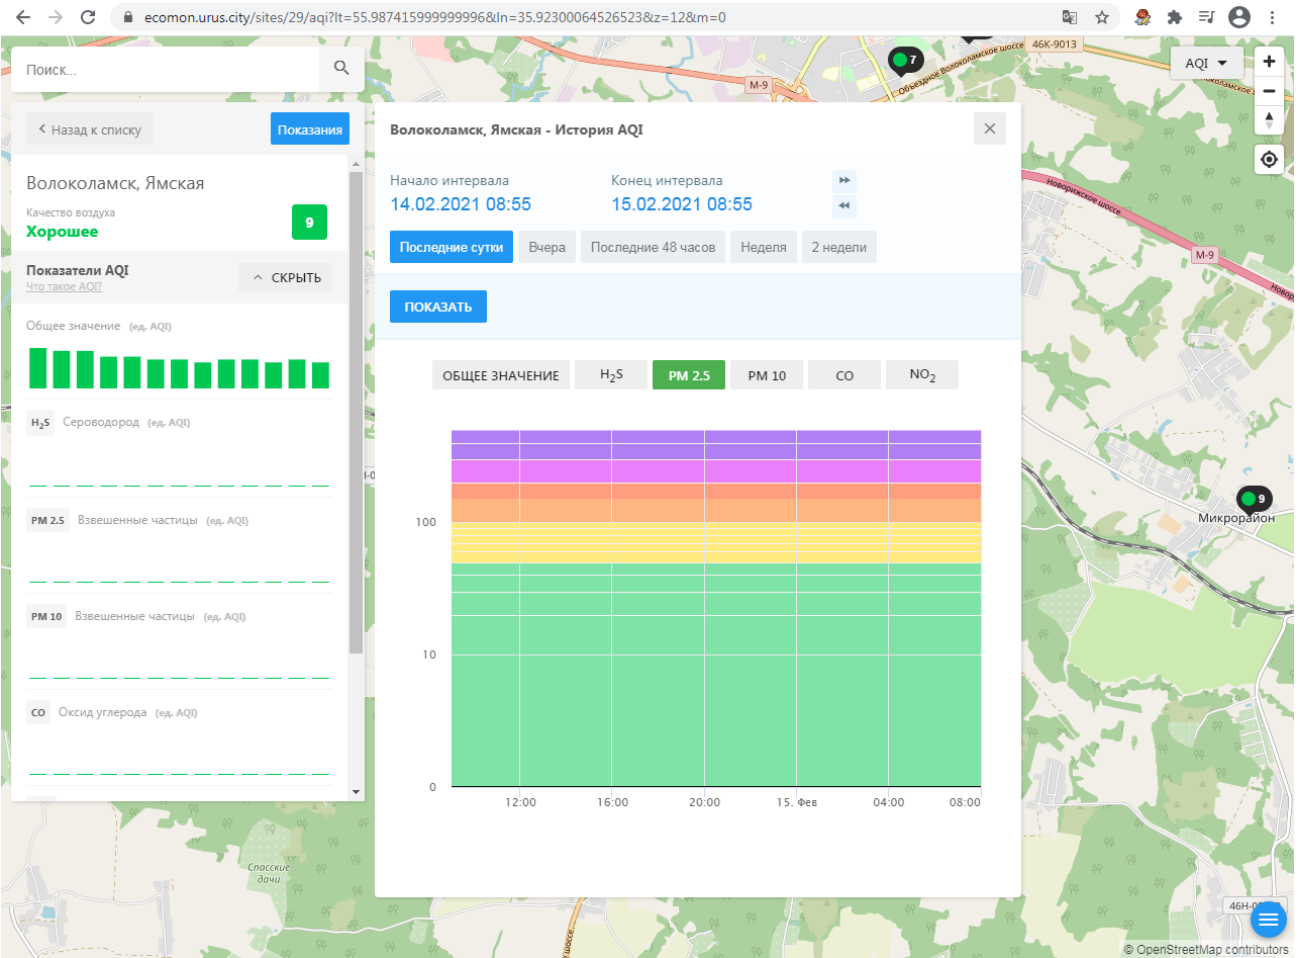 ecomon.urus.city/sites/29/aqi?lt=55.987415999999996&ln=35.92300064526523&z=12&m=0
46K-9013
Поиск...
7
AQI
M-9
Объездное Волоколамское шоссе
Назад к списку
Показания
Волоколамск, Ямская - История AQI
Волоколамск, Ямская
Начало интервала
Конец интервала
14.02.2021 08:55
15.02.2021 08:55
Новорижское шоссе
Качество воздуха
Хорошее
9
Последние сутки
Вчера
Последние 48 часов
Неделя
2 недели
M-9
Показатели AQI
Что такое AQI?
СКРЫТЬ
ПОКАЗАТЬ
Общее значение (ед. AQI)
ОБЩЕЕ ЗНАЧЕНИЕ
H₂S
PM 2.5
PM 10
CO
NO₂
H₂S Сероводород (ед. AQI)
9
Микрорайон
PM 2.5 Взвешенные частицы (ед. AQI)
100
PM 10 Взвешенные частицы (ед. AQI)
10
CO Оксид углерода (ед. AQI)
0
12:00
16:00
20:00
15. Фев
04:00
08:00
Спасские
дачи
шоссе
© OpenStreetMap contributors